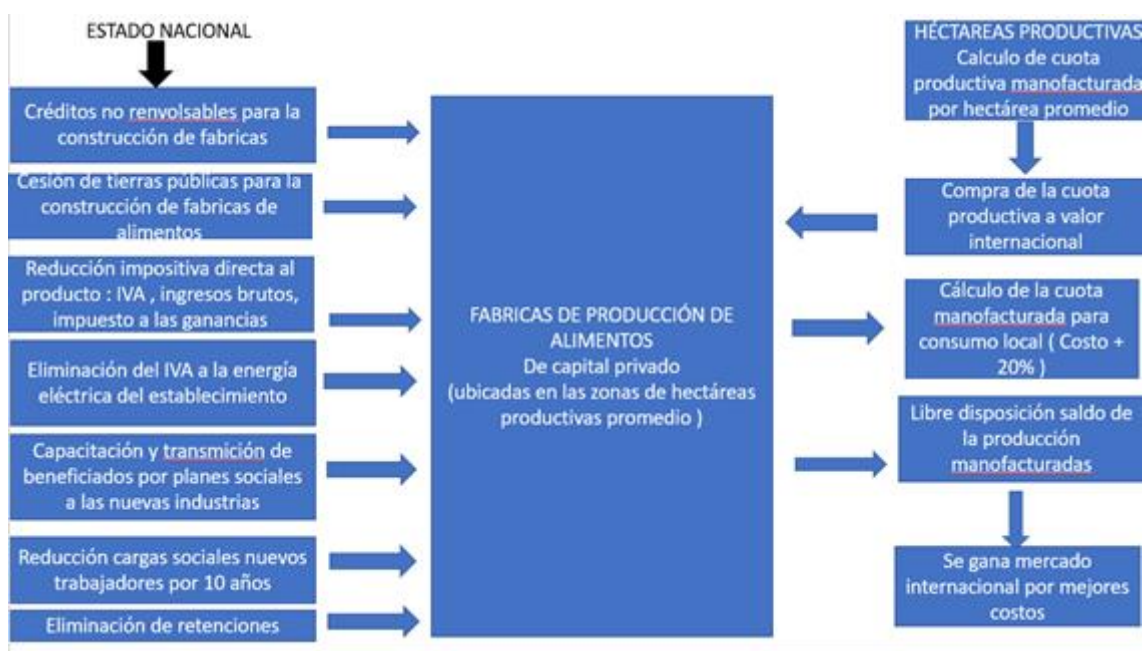 ESTADO NACIONAL
Créditos no renvolsables para la
construcción de fabricas
Cesión de tierras públicas para la
construcción de fabricas de
alimentos
Reducción impositiva directa al
producto : IVA , ingresos brutos,
impuesto a las ganancias
Eliminación del IVA a la energía
eléctrica del establecimiento
Capacitación y transmición de
beneficiados por planes sociales
a las nuevas industrias
Reducción cargas sociales nuevos
trabajadores por 10 años
Eliminación de retenciones
FABRICAS DE PRODUCCIÓN DE
ALIMENTOS
De capital privado
(ubicadas en las zonas de hectáreas
productivas promedio )
HÉCTAREAS PRODUCTIVAS
Calculo de cuota
productiva manofacturada
por hectárea promedio
Compra de la cuota
productiva a valor
internacional
Cálculo de la cuota
manofacturada para
consumo local ( Costo +
20% )
Libre disposición saldo de
la producción
manofacturadas
Se gana mercado
internacional por mejores
costos